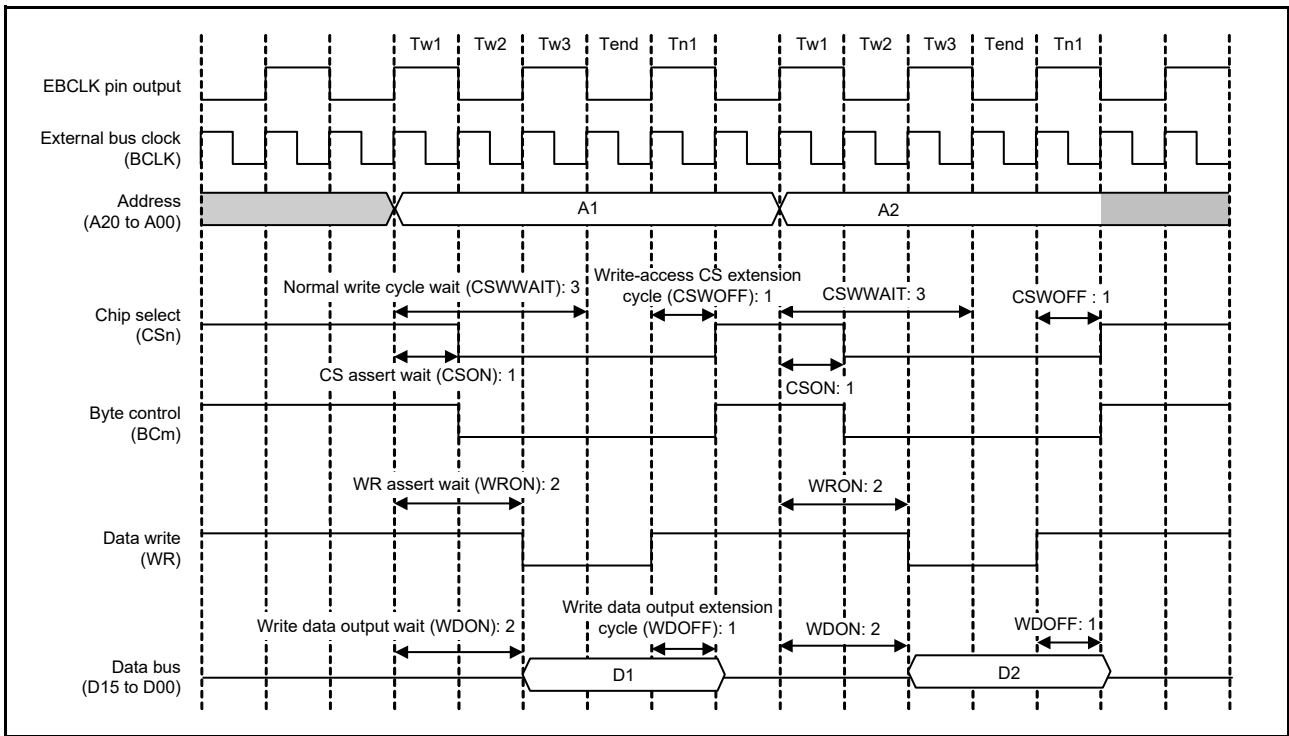 Tw1 Tw2 Tw3 Tend Tn1 Tw1 Tw2 Tw3 Tend Tn1
EBCLK pin output
External bus clock
(BCLK)
Address
(A20 to A00)
A1 A2
Normal write cycle wait (CSWWAIT): 3
Write-access CS extension
cycle (CSWOFF): 1
CSWWAIT: 3
CSWOFF : 1
Chip select
(CSn)
CS assert wait (CSON): 1
CSON: 1
Byte control
(BCm)
WR assert wait (WRON): 2
WRON: 2
Data write
(WR)
Write data output wait (WDON): 2
Write data output extension
cycle (WDOFF): 1
WDON: 2
WDOFF: 1
Data bus
(D15 to D00)
D1 D2